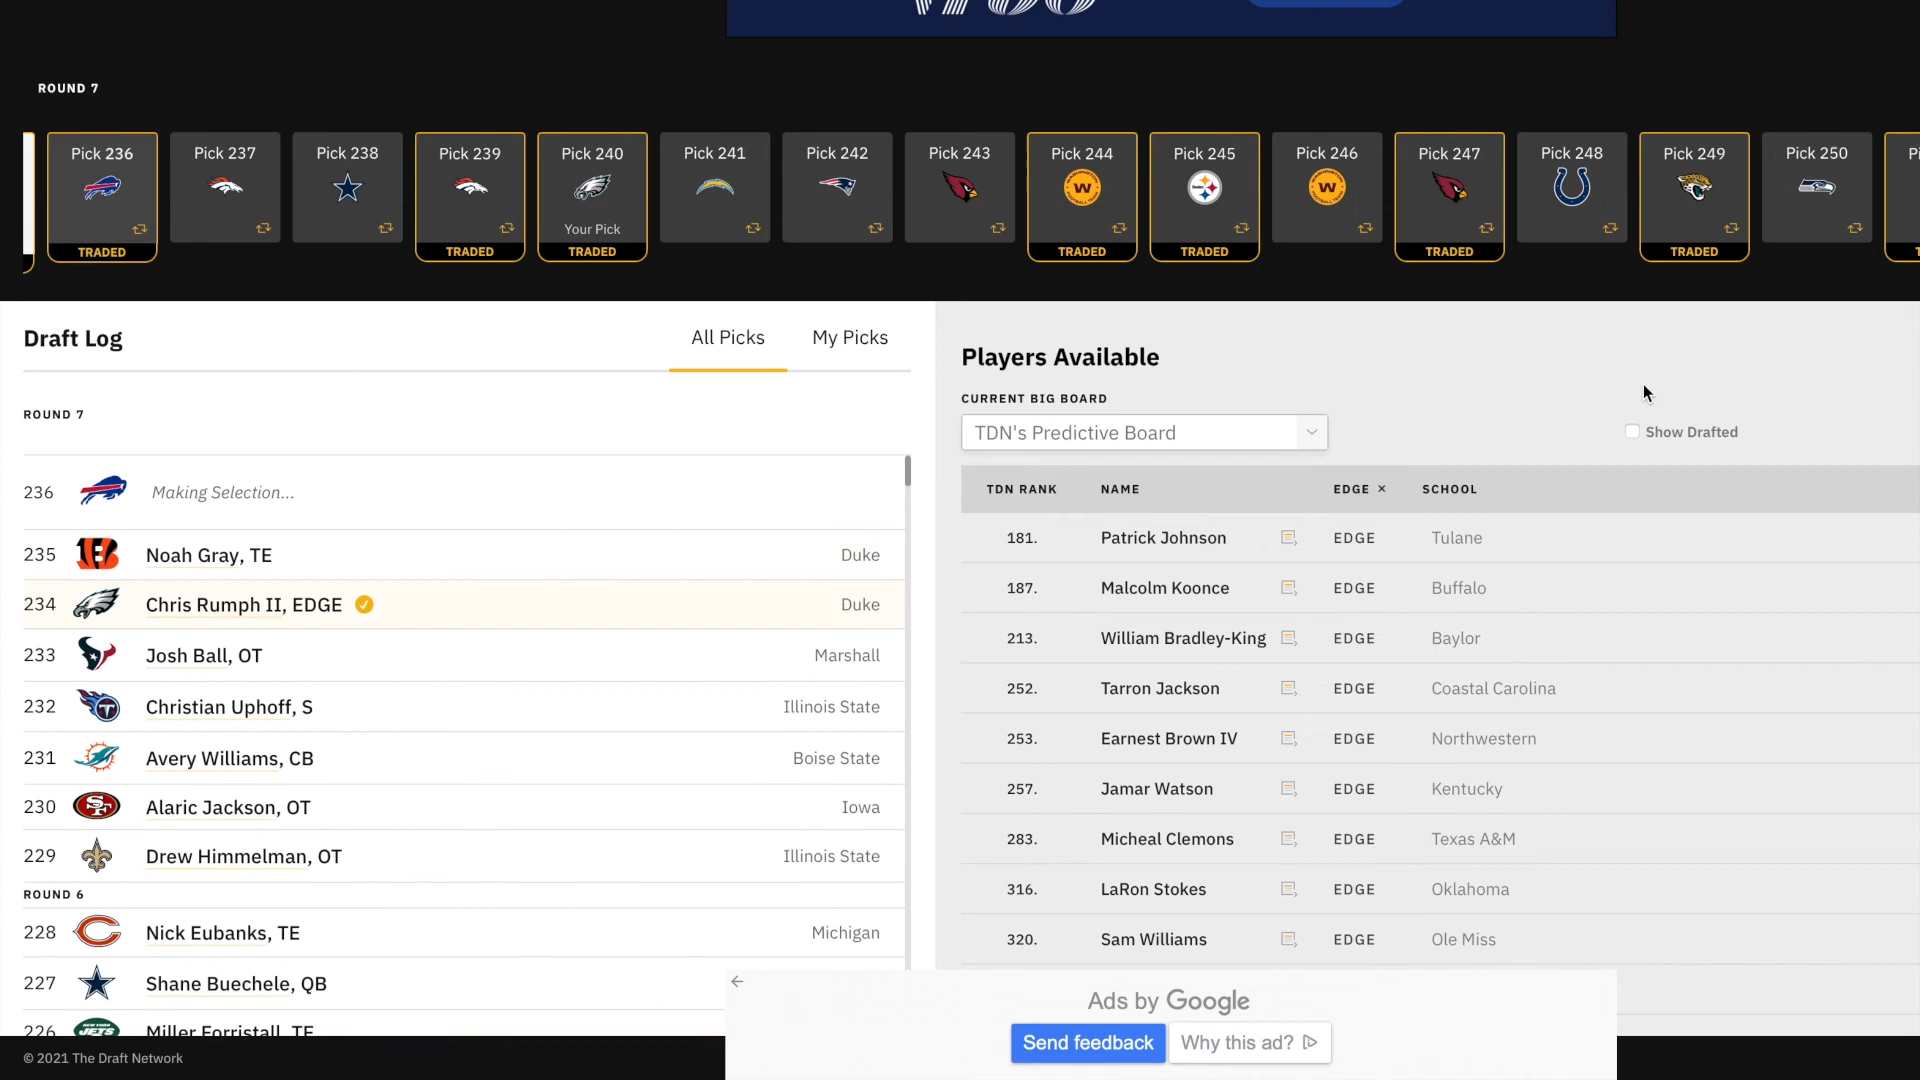 ROUND 7
Pick 236
TRADED
Pick 237
Pick 238
Pick 239
TRADED
Pick 240
Your Pick
TRADED
Pick 241
Pick 242
Pick 243
Pick 244
W
TRADED
Pick 245
Steelers
TRADED
Pick 246
W
Pick 247
TRADED
Pick 248
Pick 249
TRADED
Pick 250
Draft Log
All Picks
My Picks
ROUND 7
236 Making Selection...
235 Noah Gray, TE Duke
234 Chris Rumph II, EDGE Duke
233 Josh Ball, OT Marshall
232 Christian Uphoff, S Illinois State
231 Avery Williams, CB Boise State
230 SF Alaric Jackson, OT Iowa
229 Drew Himmelman, OT Illinois State
ROUND 6
228 Nick Eubanks, TE Michigan
227 Shane Buechele, QB
226 JETS Miller Forristall, TE
Players Available
CURRENT BIG BOARD
TDN's Predictive Board
Show Drafted
TDN RANK NAME EDGE × SCHOOL
181. Patrick Johnson EDGE Tulane
187. Malcolm Koonce EDGE Buffalo
213. William Bradley-King EDGE Baylor
252. Tarron Jackson EDGE Coastal Carolina
253. Earnest Brown IV EDGE Northwestern
257. Jamar Watson EDGE Kentucky
283. Micheal Clemons EDGE Texas A&M
316. LaRon Stokes EDGE Oklahoma
320. Sam Williams EDGE Ole Miss
Ads by Google
Send feedback
Why this ad?
© 2021 The Draft Network